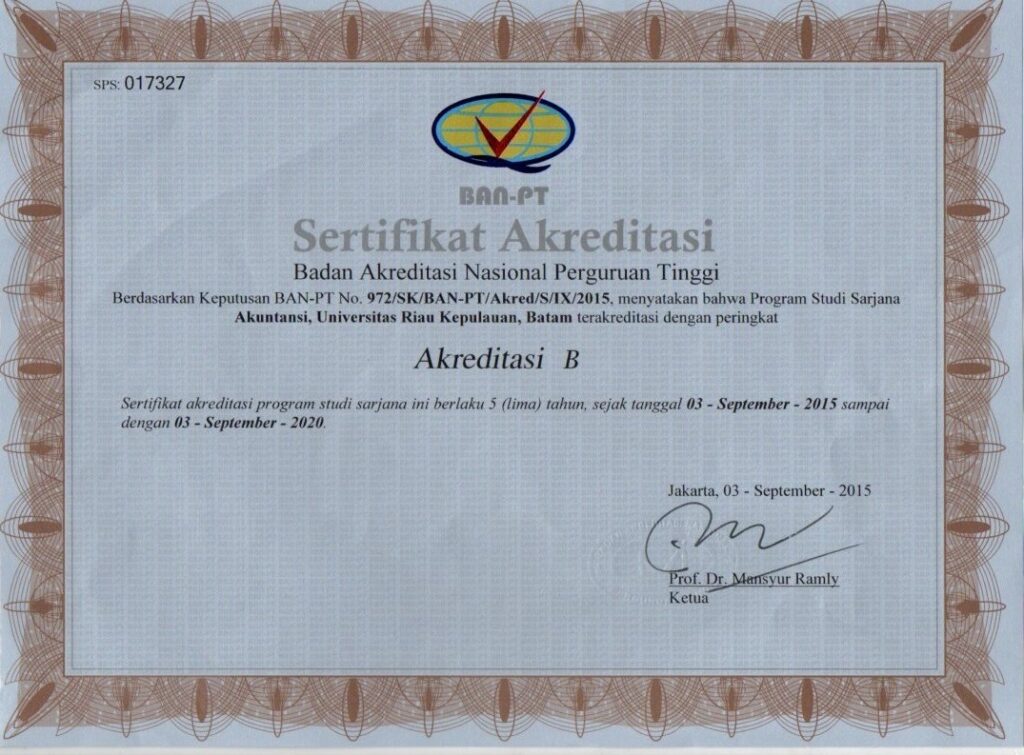 SPS: 017327
BAN-PT
Sertifikat Akreditasi
Badan Akreditasi Nasional Perguruan Tinggi
Berdasarkan Keputusan BAN-PT No. 972/SK/BAN-PT/Akred/S/IX/2015, menyatakan bahwa Program Studi Sarjana
Akuntansi, Universitas Riau Kepulauan, Batam terakreditasi dengan peringkat
Akreditasi B
Sertifikat akreditasi program studi sarjana ini berlaku 5 (lima) tahun, sejak tanggal 03 - September - 2015 sampai
dengan 03 - September - 2020.
Jakarta, 03 - September - 2015
Prof. Dr. Mansyur Ramly
Ketua